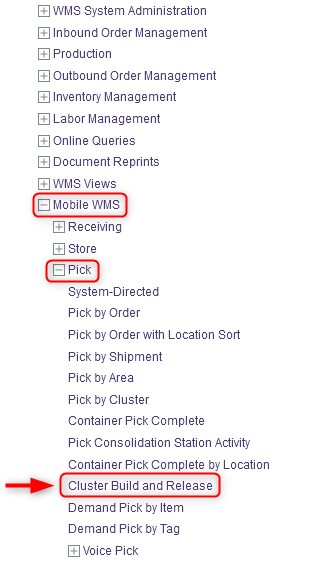 WMS System Administration
Inbound Order Management
Production
Outbound Order Management
Inventory Management
Labor Management
Online Queries
Document Reprints
WMS Views
Mobile WMS
Receiving
Store
Pick
System-Directed
Pick by Order
Pick by Order with Location Sort
Pick by Shipment
Pick by Area
Pick by Cluster
Container Pick Complete
Pick Consolidation Station Activity
Container Pick Complete by Location
Cluster Build and Release
Demand Pick by Item
Demand Pick by Tag
Voice Pick